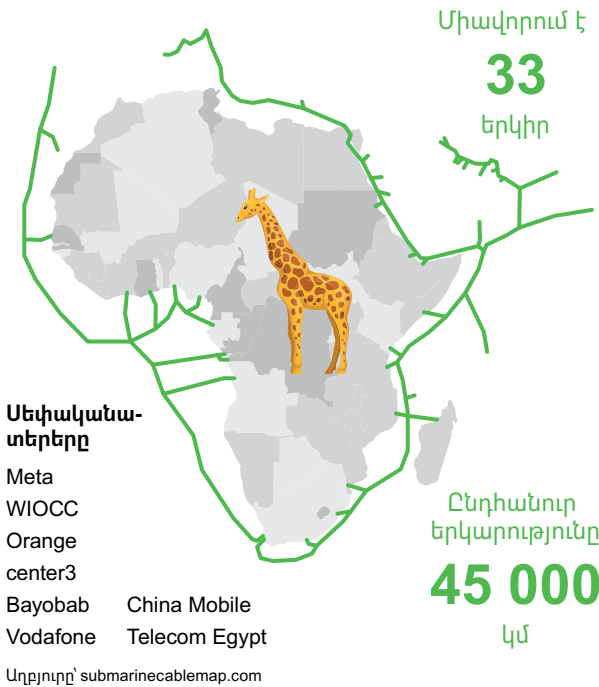 Միավորում է
33
երկիր
Սեփականա-
տերերը
Meta
WIOCC
Orange
center3
Bayobab China Mobile
Vodafone Telecom Egypt
Ընդհանուր
երկարությունը
45 000
կմ
Աղբյուրը՝ submarinecablemap.com